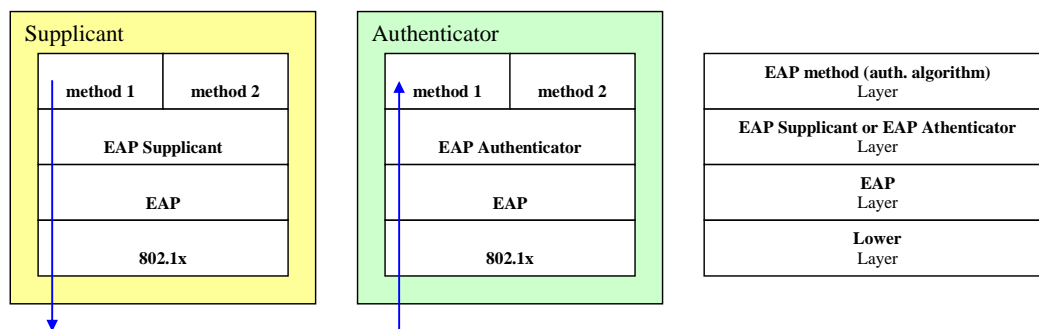 Supplicant
method 1
method 2
EAP Supplicant
EAP
802.1x
Authenticator
method 1
method 2
EAP Authenticator
EAP
802.1x
EAP method (auth. algorithm)
Layer
EAP Supplicant or EAP Athenticator
Layer
EAP
Layer
Lower
Layer